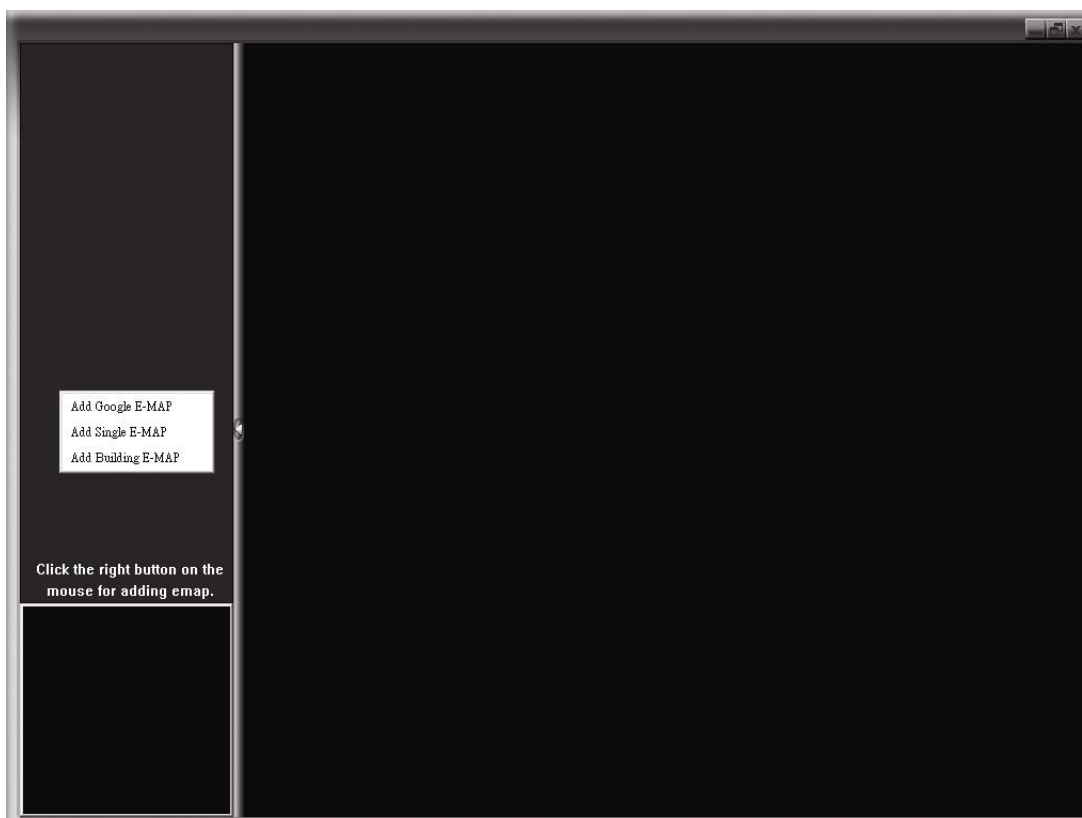 Add Google E-MAP
Add Single E-MAP
Add Building E-MAP
Click the right button on the
mouse for adding emap.